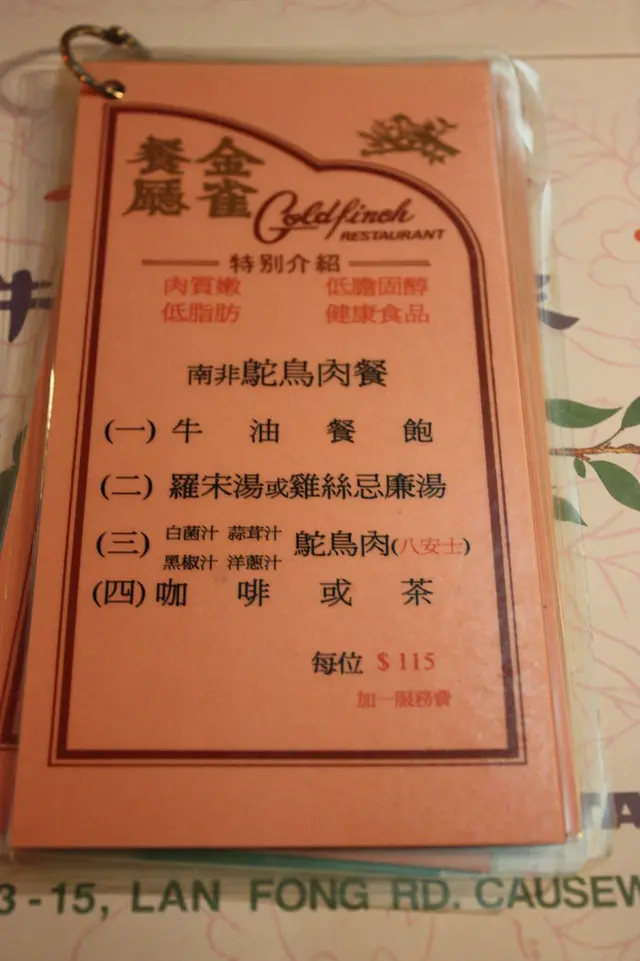 金雀
餐廳
Goldfinch
RESTAURANT
特別介紹
肉質嫩 低膽固醇
低脂肪 健康食品
南非鴕鳥肉餐
(一) 牛油餐飽
(二) 羅宋湯或雞絲忌廉湯
(三) 白菌汁 蒜茸汁 黑椒汁 洋蔥汁 鴕鳥肉(八安士)
(四) 咖啡或茶
每位 $115
加一服務費
3-15, LAN FONG RD. CAUSEW